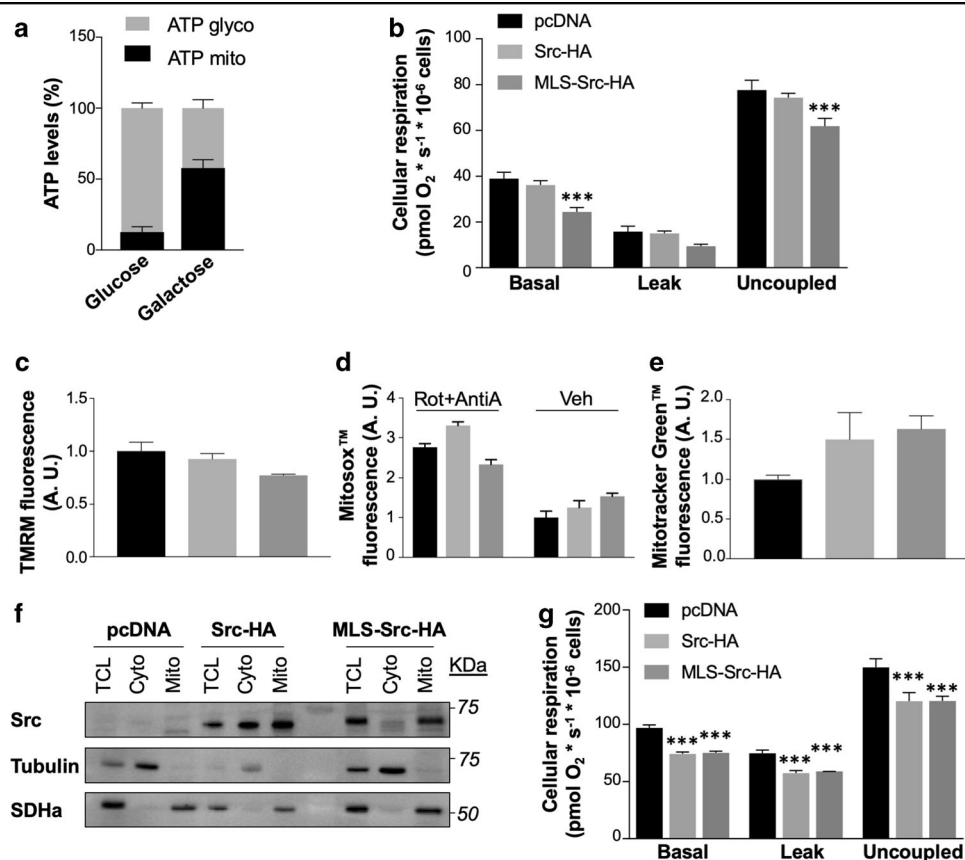 a
ATP glyco
ATP mito
ATP levels (%)
150
100
50
0
Glucose
Galactose
b
pcDNA
Src-HA
MLS-Src-HA
Cellular respiration
(pmol O2 * s-1 * 10-6 cells)
100
80
60
40
20
0
***
***
Basal
Leak
Uncoupled
c
TMRM fluorescence
(A. U.)
1.5
1.0
0.5
0.0
d
Mitosox™
fluorescence (A. U.)
Rot+AntiA
Veh
4
3
2
1
0
e
Mitotracker Green™
fluorescence (A. U.)
2.0
1.5
1.0
0.5
0.0
f
pcDNA
Src-HA
MLS-Src-HA
TCL
Cyto
Mito
TCL
Cyto
Mito
TCL
Cyto
Mito
KDa
Src
75
Tubulin
75
SDHa
50
g
pcDNA
Src-HA
MLS-Src-HA
Cellular respiration
(pmol O2 * s-1 * 10-6 cells)
200
150
100
50
0
*** ***
*** ***
*** ***
Basal
Leak
Uncoupled